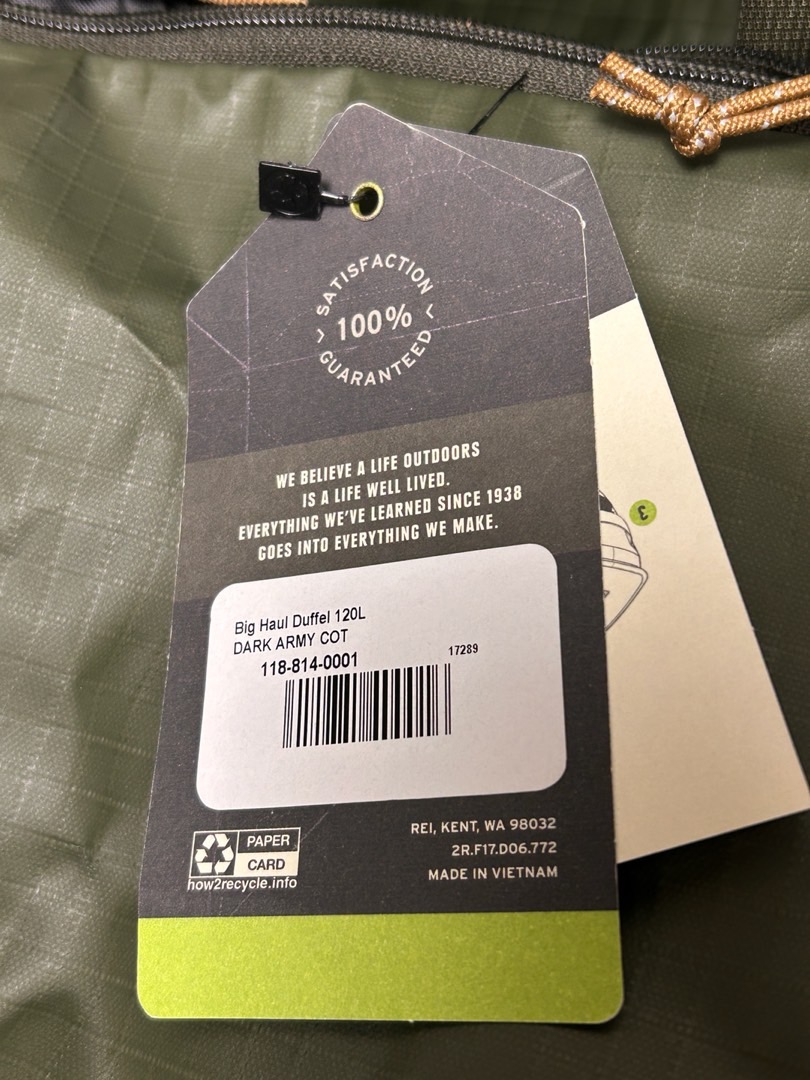 SATISFACTION
100%
GUARANTEED
WE BELIEVE A LIFE OUTDOORS
IS A LIFE WELL LIVED.
EVERYTHING WE'VE LEARNED SINCE 1938
GOES INTO EVERYTHING WE MAKE.
Big Haul Duffel 120L
DARK ARMY COT
118-814-0001
17289
PAPER
CARD
how2recycle.info
REI, KENT, WA 98032
2R.F17.D06.772
MADE IN VIETNAM
3